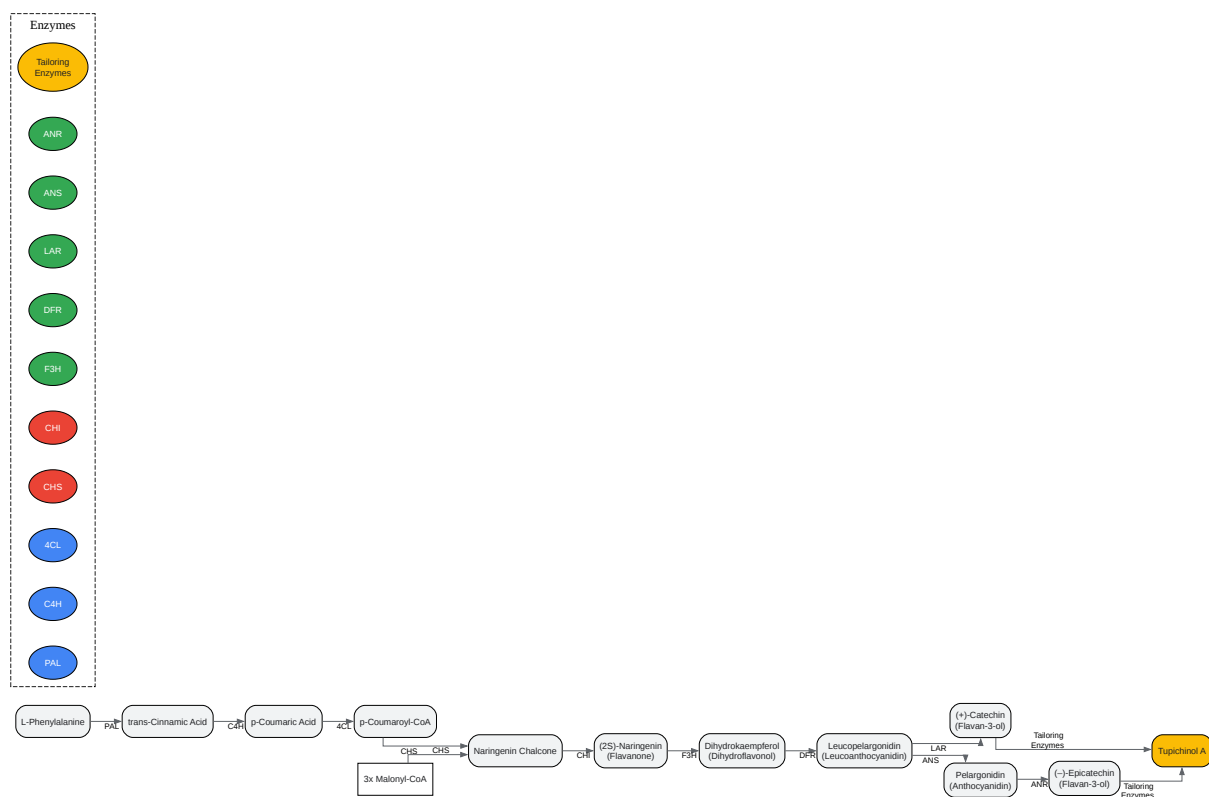 Enzymes
Tailoring
Enzymes
ANR
ANS
LAR
DFR
F3H
CHI
CHS
4CL
C4H
PAL
L-Phenylalanine
PAL
trans-Cinnamic Acid
C4H
p-Coumaric Acid
4CL
p-Coumaroyl-CoA
CHS
CHS
3x Malonyl-CoA
Naringenin Chalcone
CHI
(2S)-Naringenin
(Flavanone)
F3H
Dihydrokaempferol
(Dihydroflavonol)
DFR
Leucopelargonidin
(Leucoanthocyanidin)
LAR
ANS
(+)-Catechin
(Flavan-3-ol)
Tailoring
Enzymes
Pelargonidin
(Anthocyanidin)
ANR
(–)-Epicatechin
(Flavan-3-ol)
Tailoring
Enzymes
Tupichinol A